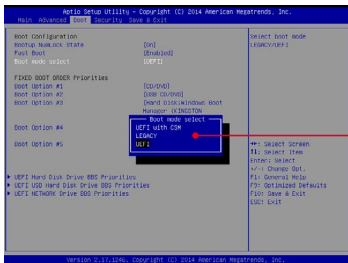 Aptio Setup Utility - Copyright (C) 2014 American Megatrends, Inc.
Main Advanced Boot Security Save & Exit
Boot Configuration
Bootup NumLock State [On]
Fast Boot [Enabled]
Boot mode select [UEFI]
FIXED BOOT ORDER Priorities
Boot Option #1 [CD/DVD]
Boot Option #2 [USB CD/DVD]
Boot Option #3 [Hard Disk:Windows Boot
Manager (KINGSTON
Boot Option #4
Boot Option #5
Boot mode select
UEFI with CSM
LEGACY
UEFI
▶ UEFI Hard Disk Drive BBS Priorities
▶ UEFI USB Hard Disk Drive BBS Priorities
▶ UEFI NETWORK Drive BBS Priorities
Select boot mode
LEGACY/UEFI
→←: Select Screen
↑↓: Select Item
Enter: Select
+/-: Change Opt.
F1: General Help
F9: Optimized Defaults
F10: Save & Exit
ESC: Exit
Version 2.17.1246. Copyright (C) 2014 American Megatrends, Inc.